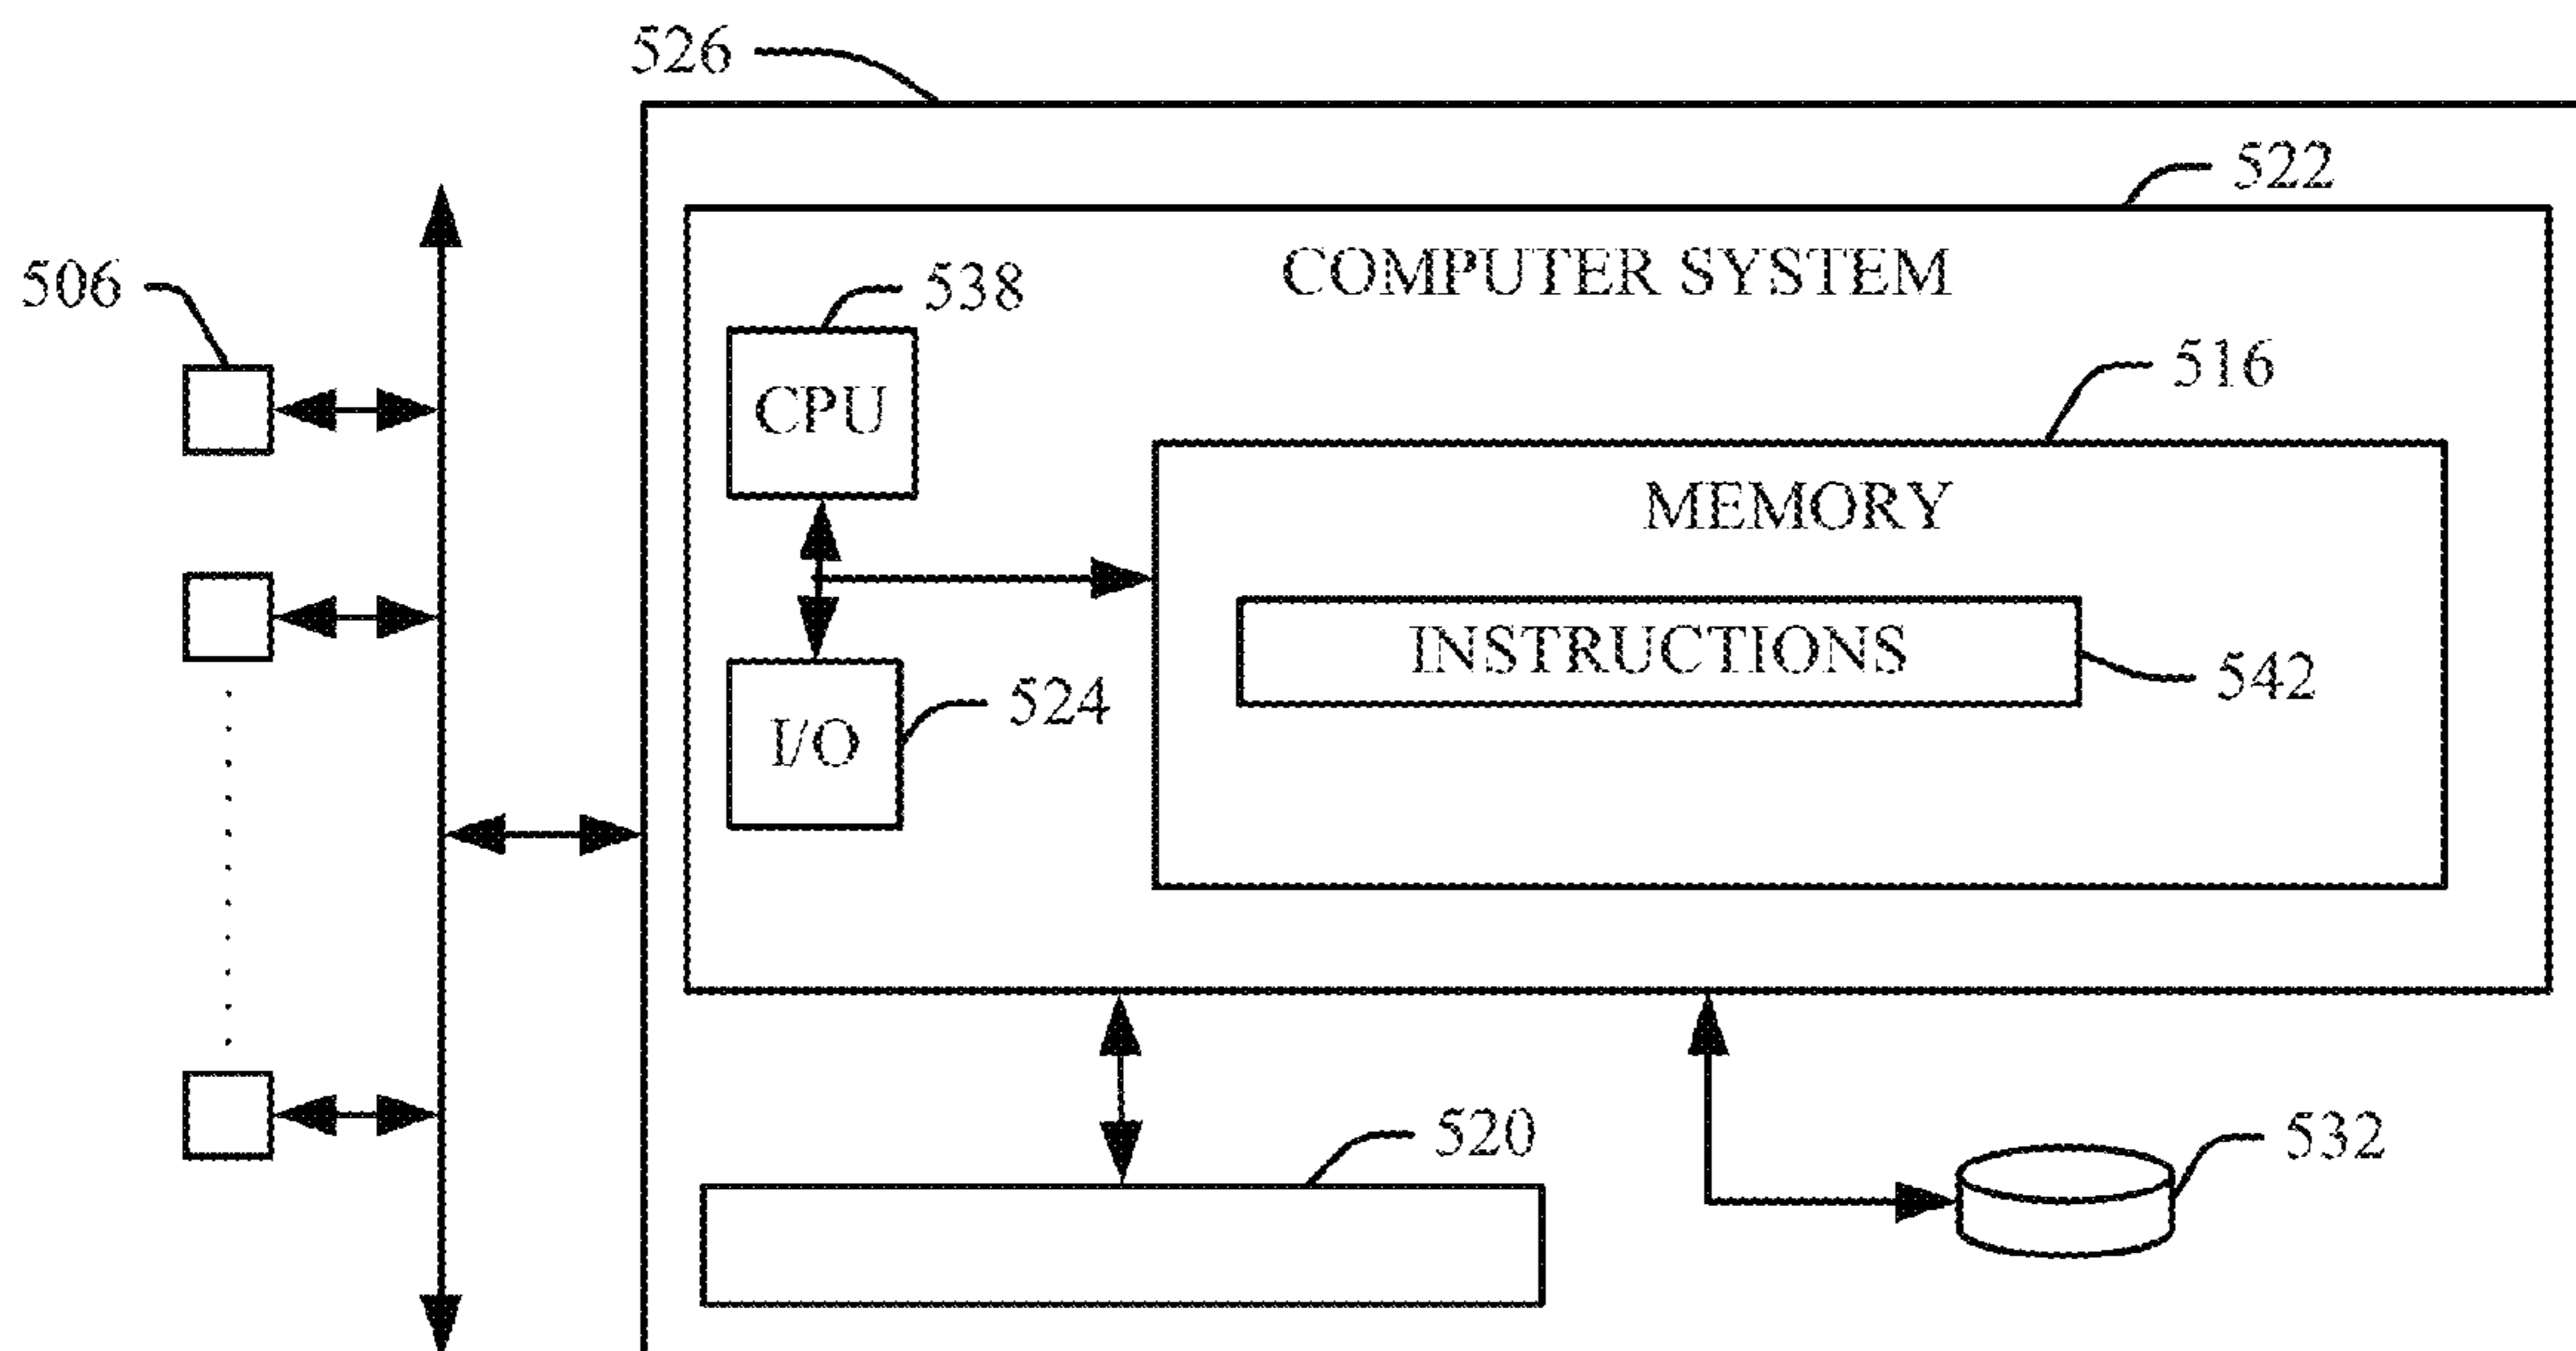 526
522
COMPUTER SYSTEM
506
538
516
CPU
MEMORY
INSTRUCTIONS
542
524
I/O
520
532